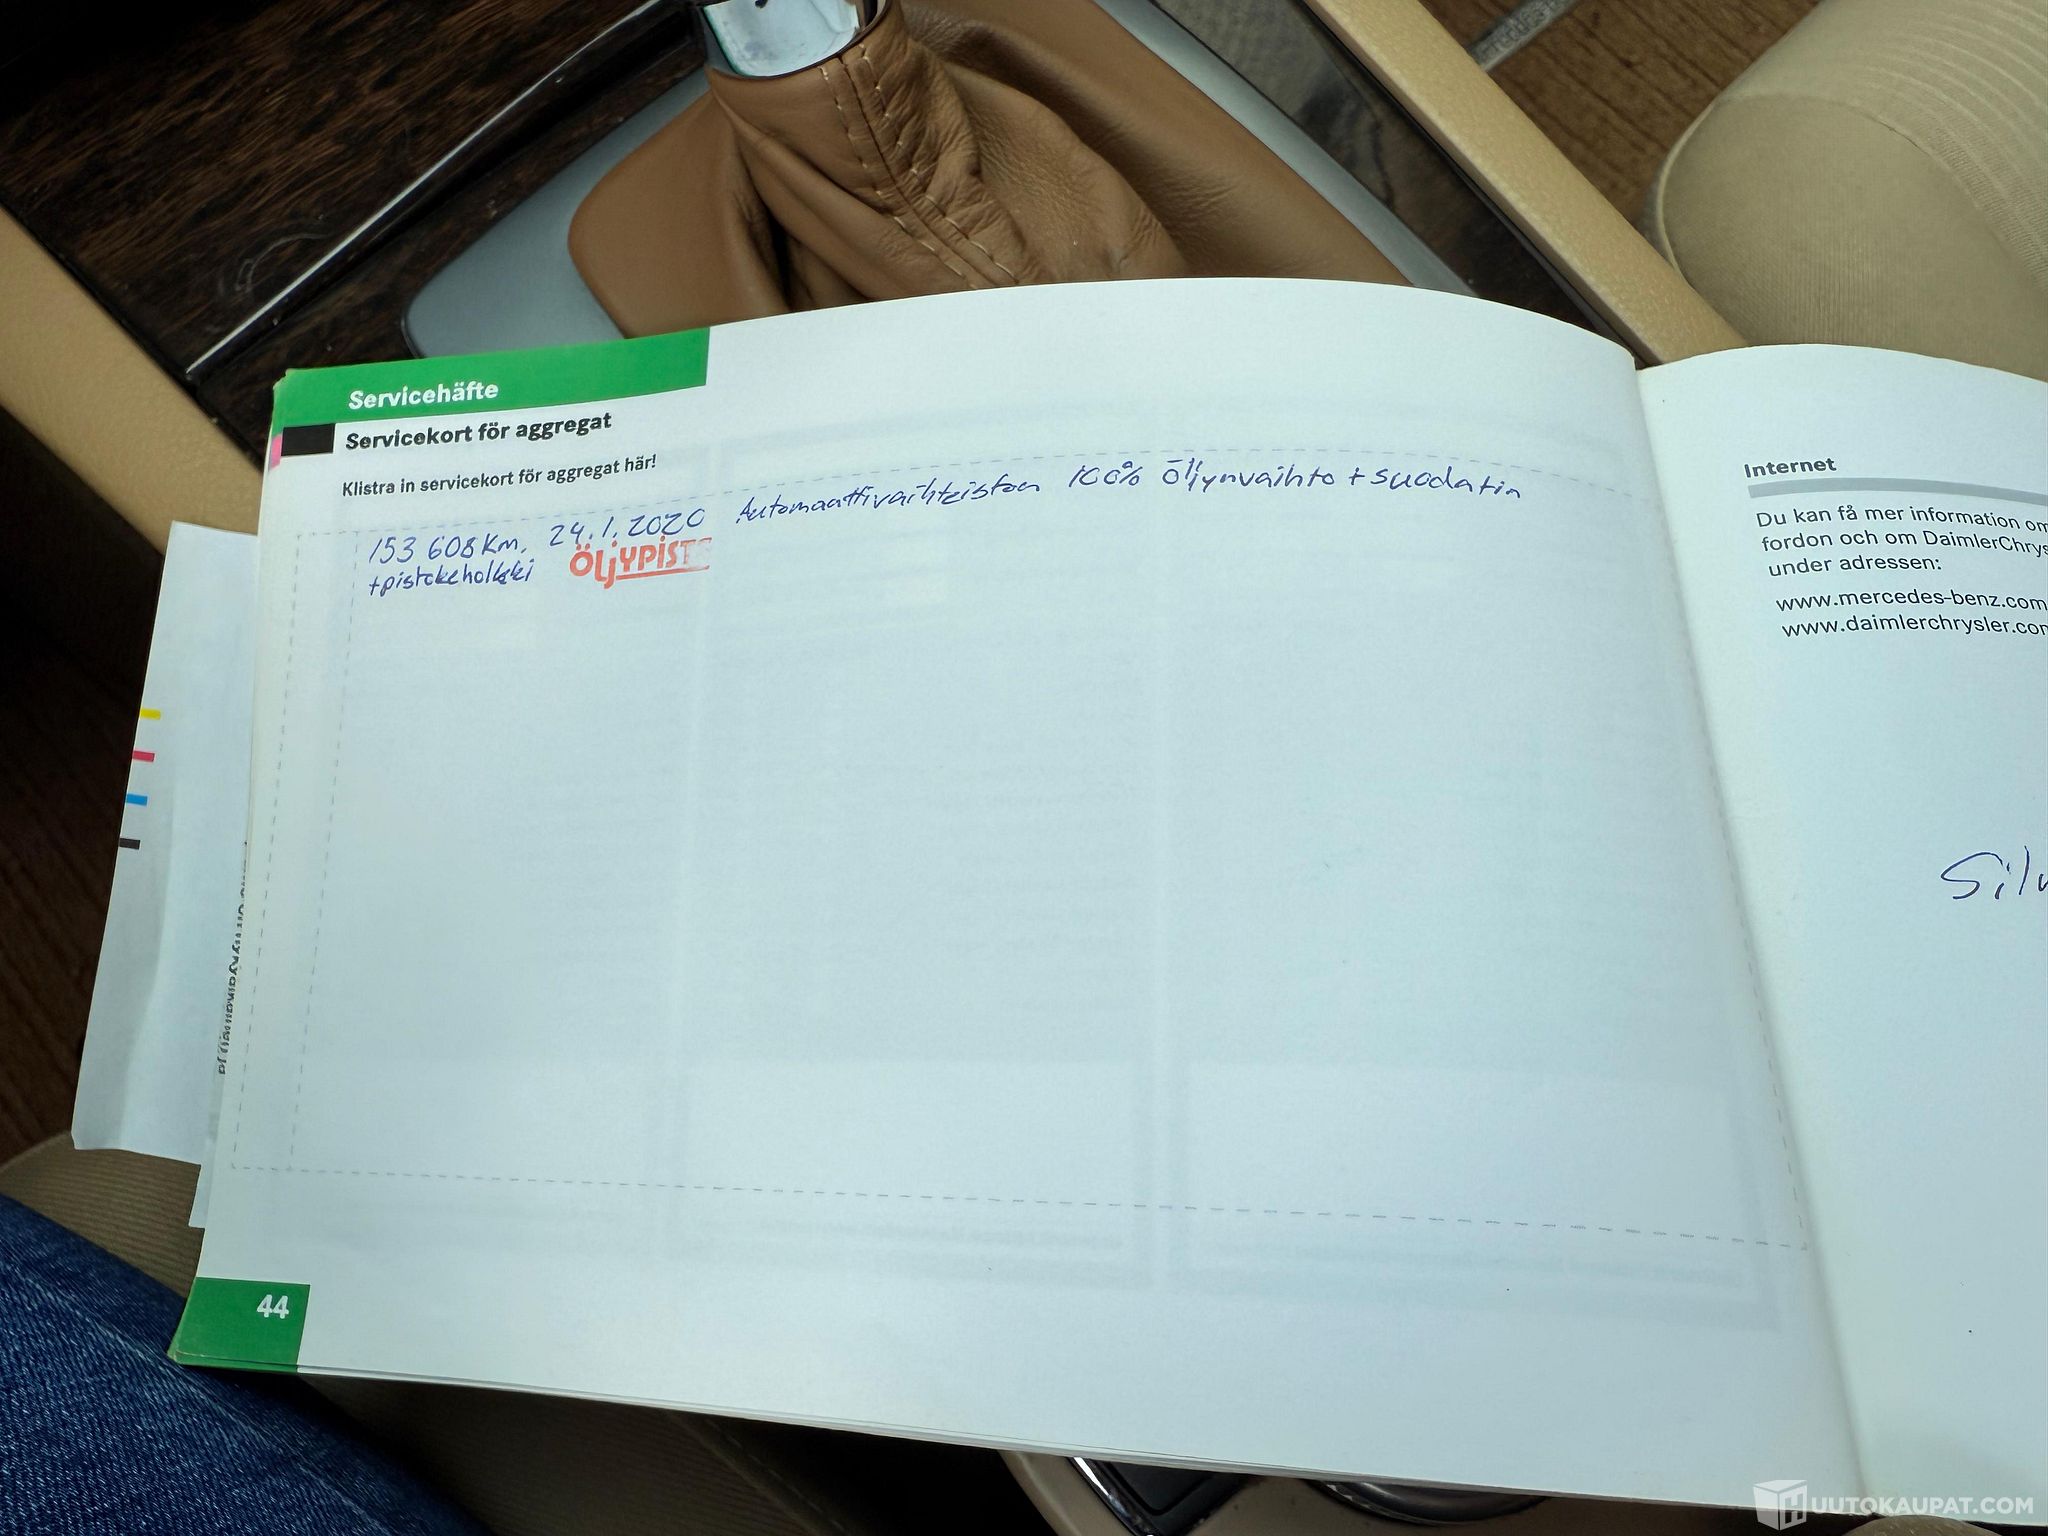 Servicehäfte
Servicekort för aggregat
Klistra in servicekort för aggregat här!
153 608 Km, 24.1.2020 Automaattivaihteiston 100% öljynvaihto + suodatin
+pistokeholkki
ÖLJYPISTE
44
Internet
Du kan få mer information om
fordon och om DaimlerChrys
under adressen:
www.mercedes-benz.com
www.daimlerchrysler.com
Silv
HUUTOKAUPAT.COM